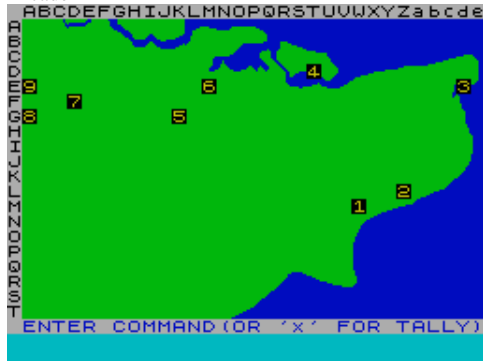 ABCDEFGHIJKLMNOPQRSTUVWXYZabcde
A
B
C
D
4
E
9
6
3
F
7
G
8
5
H
I
J
K
L
2
M
1
N
O
P
Q
R
S
T
ENTER COMMAND(OR 'x' FOR TALLY)